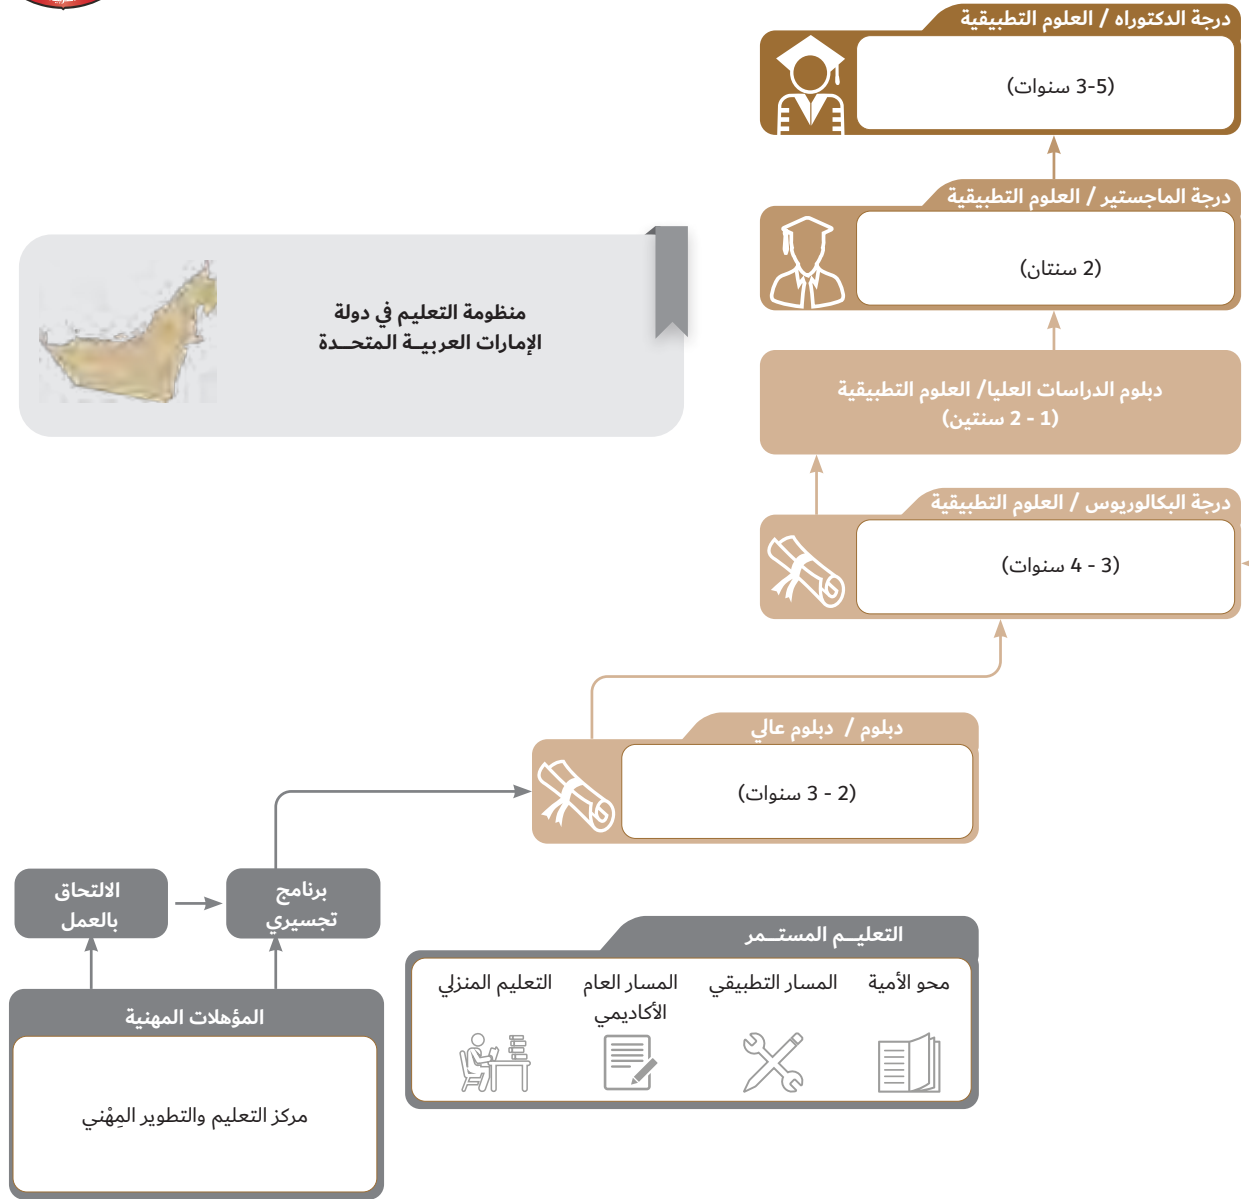 درجة الدكتوراه / العلوم التطبيقية
(3-5 سنوات)
درجة الماجستير / العلوم التطبيقية
(2 سنتان)
منظومة التعليم في دولة
الإمارات العربيــة المتحــدة
دبلوم الدراسات العليا/ العلوم التطبيقية
(1 - 2 سنتين)
درجة البكالوريوس / العلوم التطبيقية
(3 - 4 سنوات)
دبلوم / دبلوم عالي
(2 - 3 سنوات)
برنامج
تجسيري
الالتحاق
بالعمل
التعليــم المستــمر
محو الأمية
المسار التطبيقي
المسار العام
الأكاديمي
التعليم المنزلي
المؤهلات المهنية
مركز التعليم والتطوير المِهْني